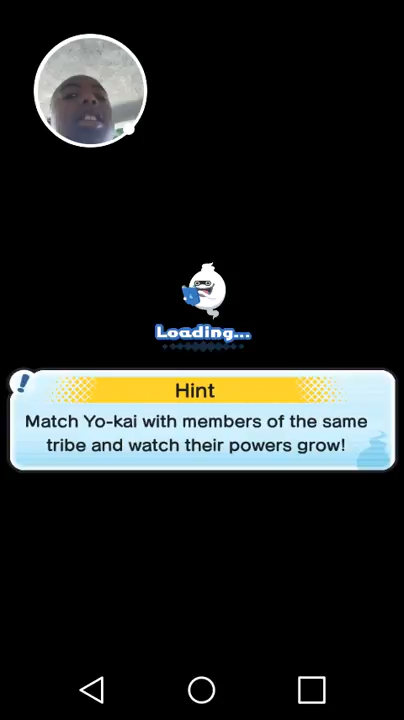 Loading...
Hint
Match Yo-kai with members of the same
tribe and watch their powers grow!